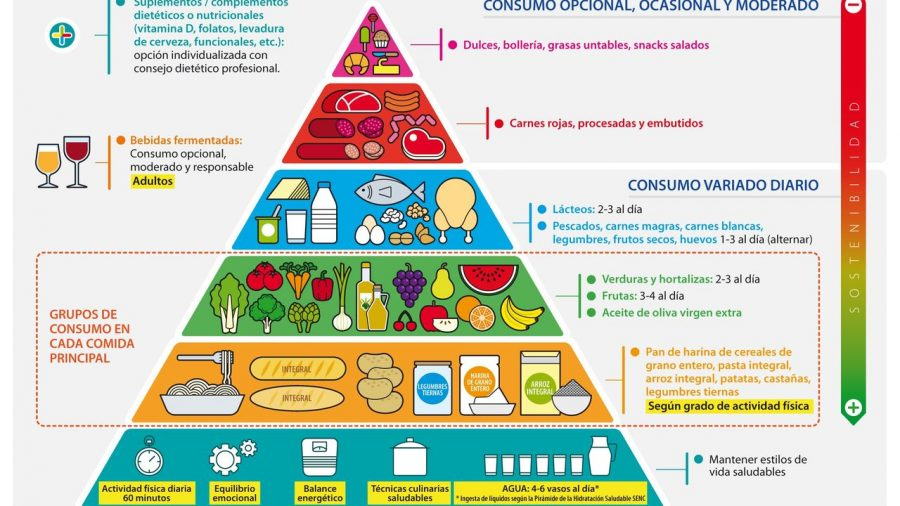 Suplementos / complementos
dietéticos o nutricionales
(vitamina D, folatos, levadura
de cerveza, funcionales, etc.):
opción individualizada con
consejo dietético profesional.
CONSUMO OPCIONAL, OCASIONAL Y MODERADO
Dulces, bollería, grasas untables, snacks salados
Carnes rojas, procesadas y embutidos
Bebidas fermentadas:
Consumo opcional,
moderado y responsable
Adultos
CONSUMO VARIADO DIARIO
Lácteos: 2-3 al día
Pescados, carnes magras, carnes blancas,
legumbres, frutos secos, huevos 1-3 al día (alternar)
SOSTENIBILIDAD
GRUPOS DE
CONSUMO EN
CADA COMIDA
PRINCIPAL
Verduras y hortalizas: 2-3 al día
Frutas: 3-4 al día
Aceite de oliva virgen extra
INTEGRAL
INTEGRAL
LEGUMBRES
TIERNAS
HARINA
DE GRANO
ENTERO
ARROZ
INTEGRAL
Pan de harina de cereales de
grano entero, pasta integral,
arroz integral, patatas, castañas,
legumbres tiernas
Según grado de actividad física
Mantener estilos de
vida saludables
Actividad física diaria
60 minutos
Equilibrio
emocional
Balance
energético
Técnicas culinarias
saludables
AGUA: 4-6 vasos al día*
* Ingesta de líquidos según la Pirámide de la Hidratación Saludable SENC